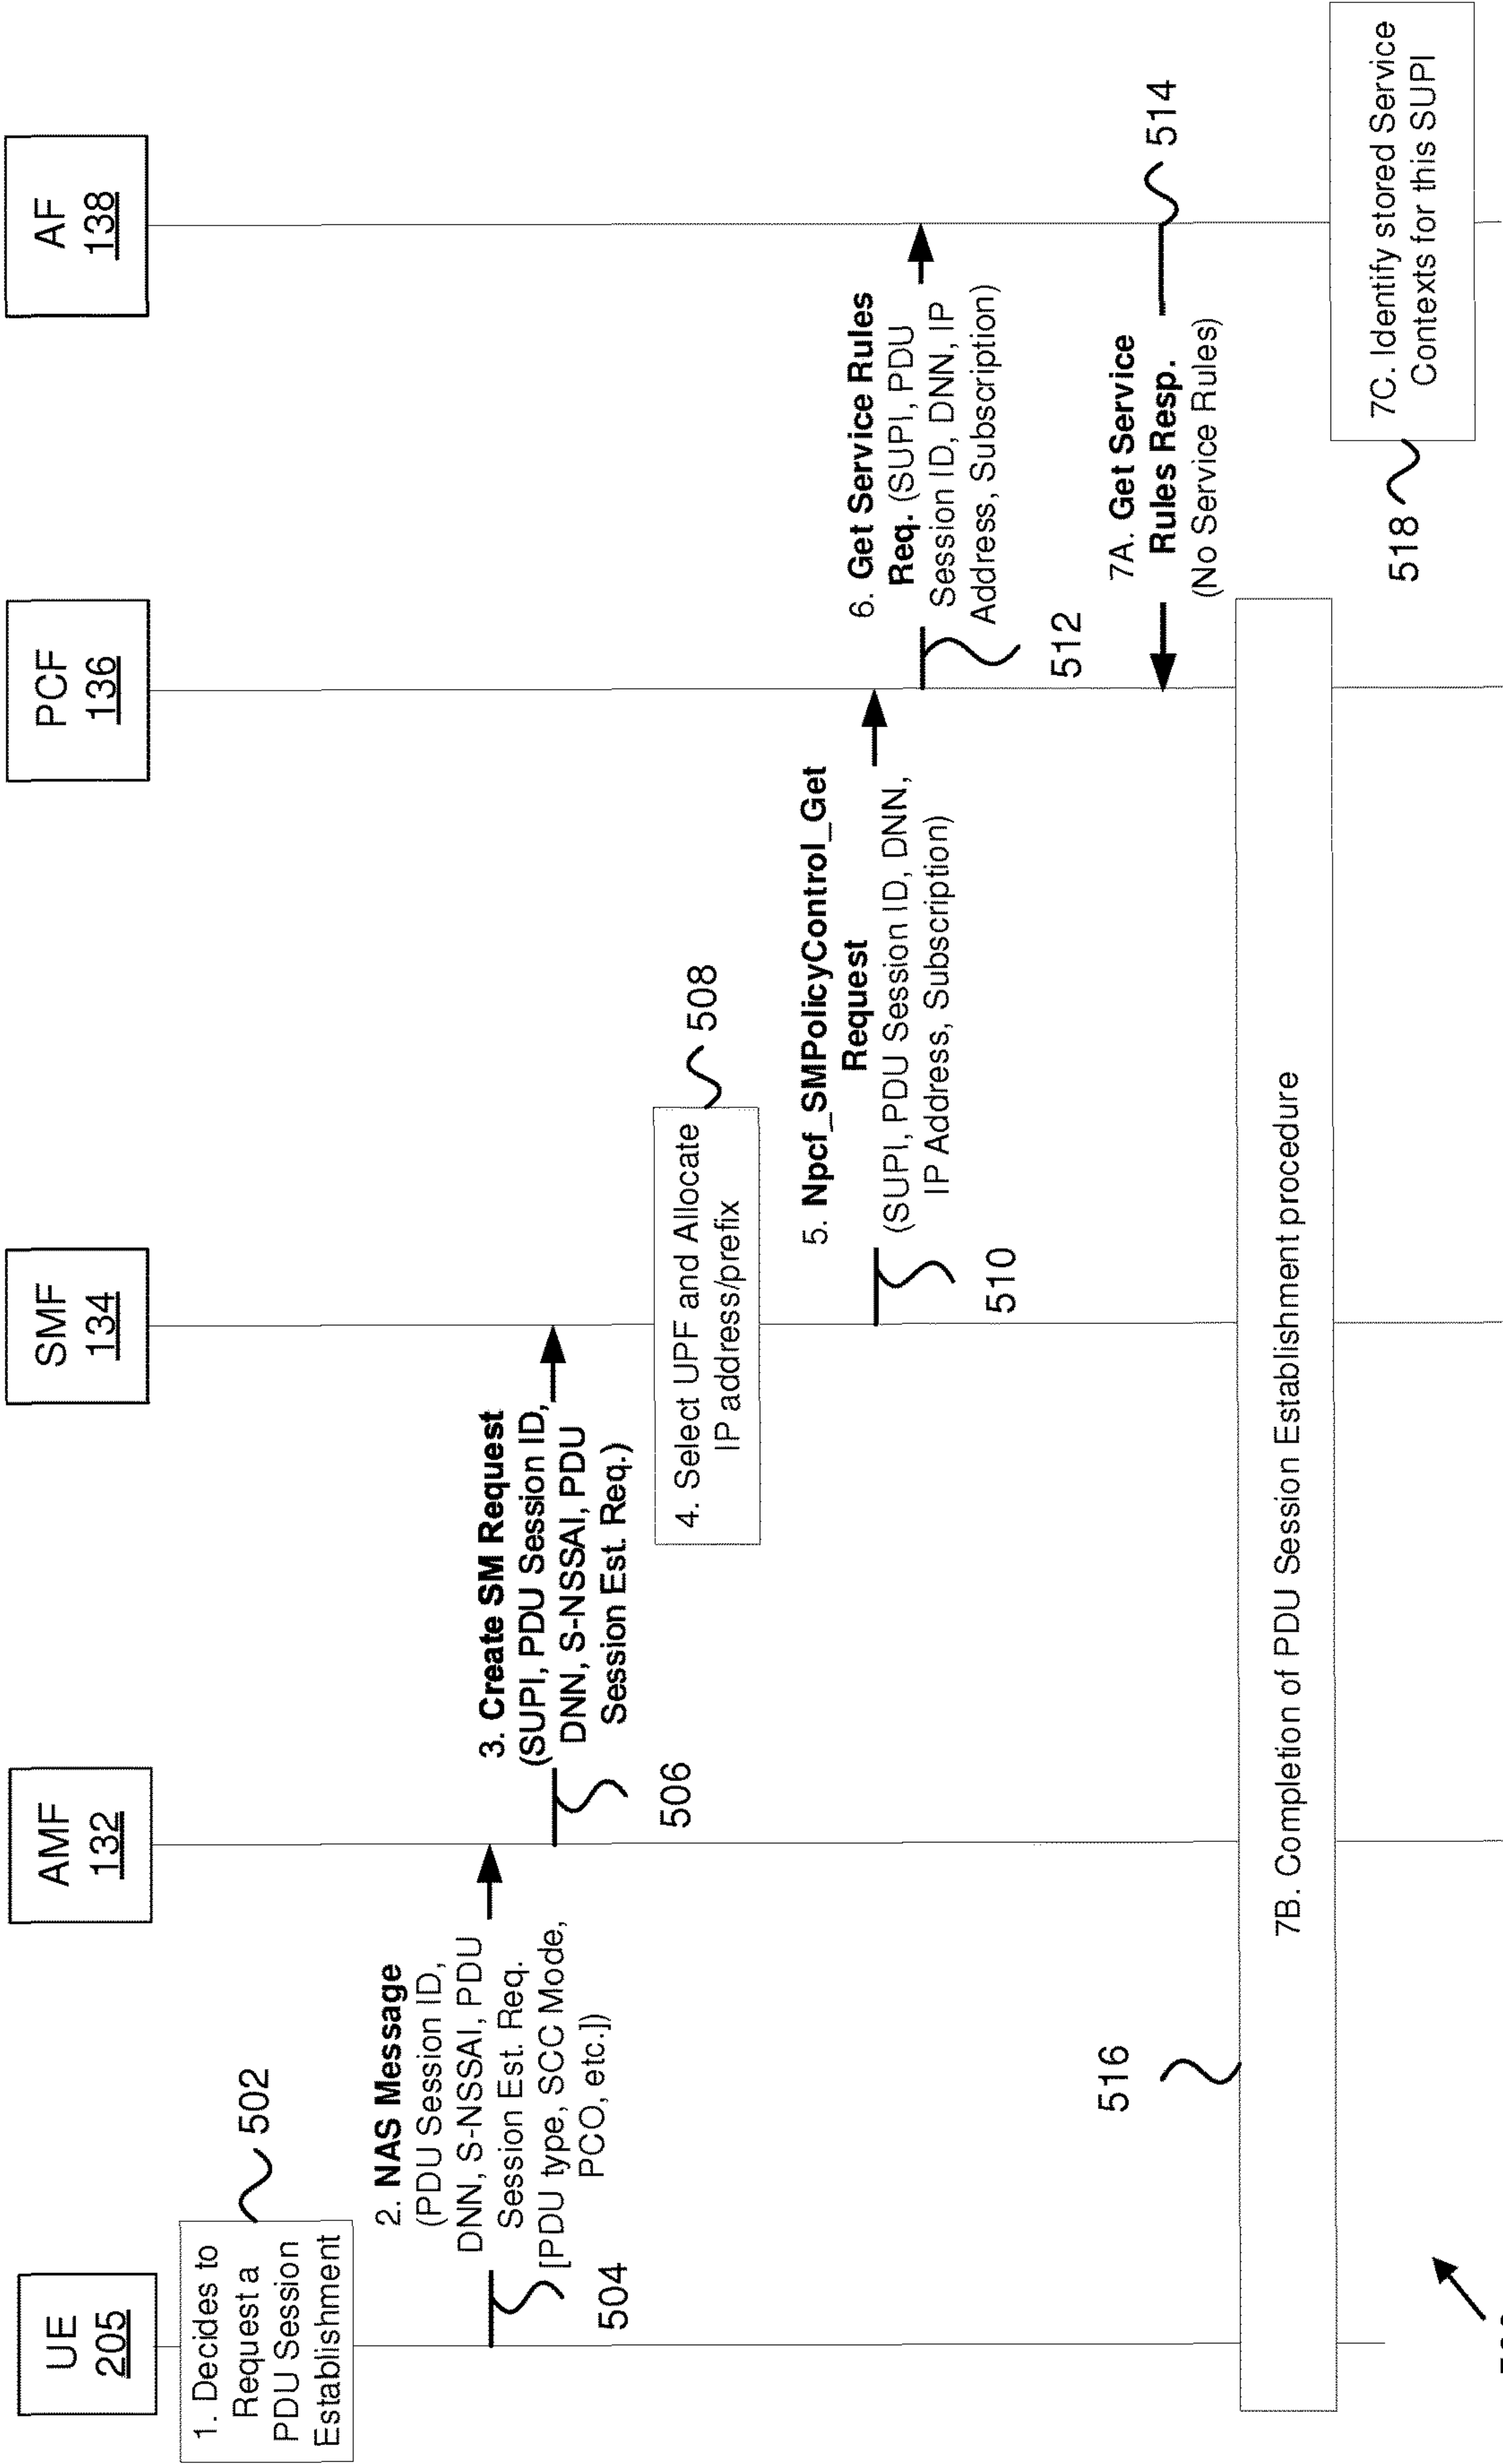 UE
205
AMF
132
SMF
134
PCF
136
AF
138
1. Decides to
Request a
PDU Session
Establishment
502
2. NAS Message
(PDU Session ID,
DNN, S-NSSAI, PDU
Session Est. Req.
[PDU type, SCC Mode,
PCO, etc.])
504
3. Create SM Request
(SUPI, PDU Session ID,
DNN, S-NSSAI, PDU
Session Est. Req.)
506
4. Select UPF and Allocate
IP address/prefix
508
5. Npcf_SMPolicyControl_Get
Request
(SUPI, PDU Session ID, DNN,
IP Address, Subscription)
510
6. Get Service Rules
Req. (SUPI, PDU
Session ID, DNN, IP
Address, Subscription)
512
7A. Get Service
Rules Resp.
(No Service Rules)
514
7B. Completion of PDU Session Establishment procedure
516
7C. Identify stored Service
Contexts for this SUPI
518